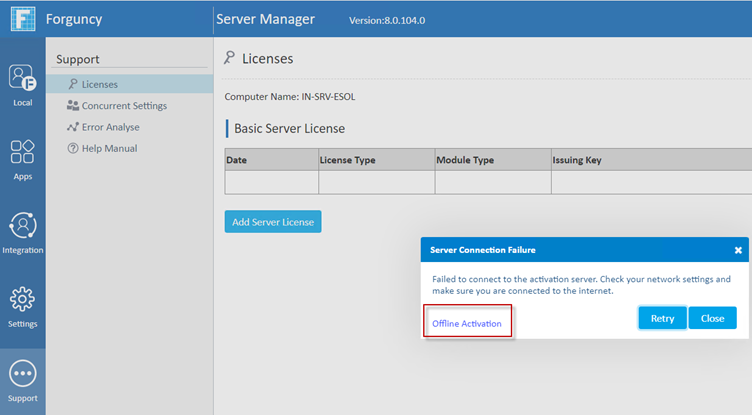 Forguncy
Server Manager
Version:8.0.104.0
Local
Apps
Integration
Settings
Support
Support
Licenses
Concurrent Settings
Error Analyse
Help Manual
Licenses
Computer Name: IN-SRV-ESOL
Basic Server License
Date License Type Module Type Issuing Key
Add Server License
Server Connection Failure
Failed to connect to the activation server. Check your network settings and
make sure you are connected to the internet.
Offline Activation
Retry
Close